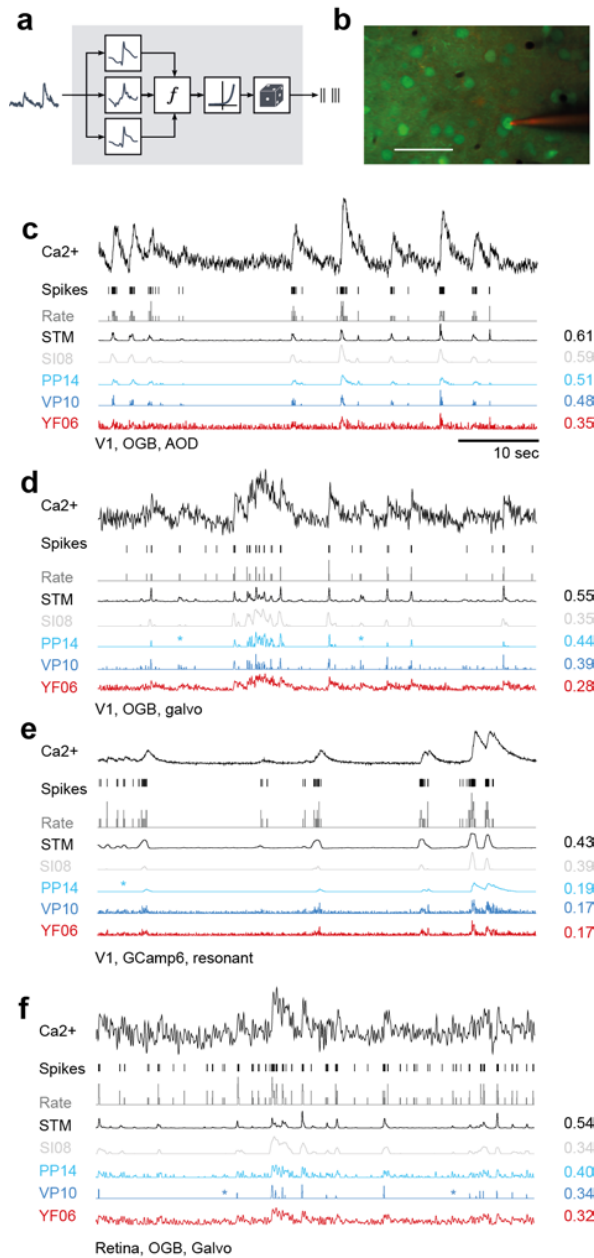 a
b
f
c
Ca2+
Spikes
Rate
STM 0.61
SI08 0.59
PP14 0.51
VP10 0.48
YF06 0.35
V1, OGB, AOD
10 sec
d
Ca2+
Spikes
Rate
STM 0.55
SI08 0.35
PP14 * * 0.44
VP10 0.39
YF06 0.28
V1, OGB, galvo
e
Ca2+
Spikes
Rate
STM 0.43
SI08 0.39
PP14 * 0.19
VP10 0.17
YF06 0.17
V1, GCamp6, resonant
f
Ca2+
Spikes
Rate
STM 0.54
SI08 0.34
PP14 0.40
VP10 * * 0.34
YF06 0.32
Retina, OGB, Galvo